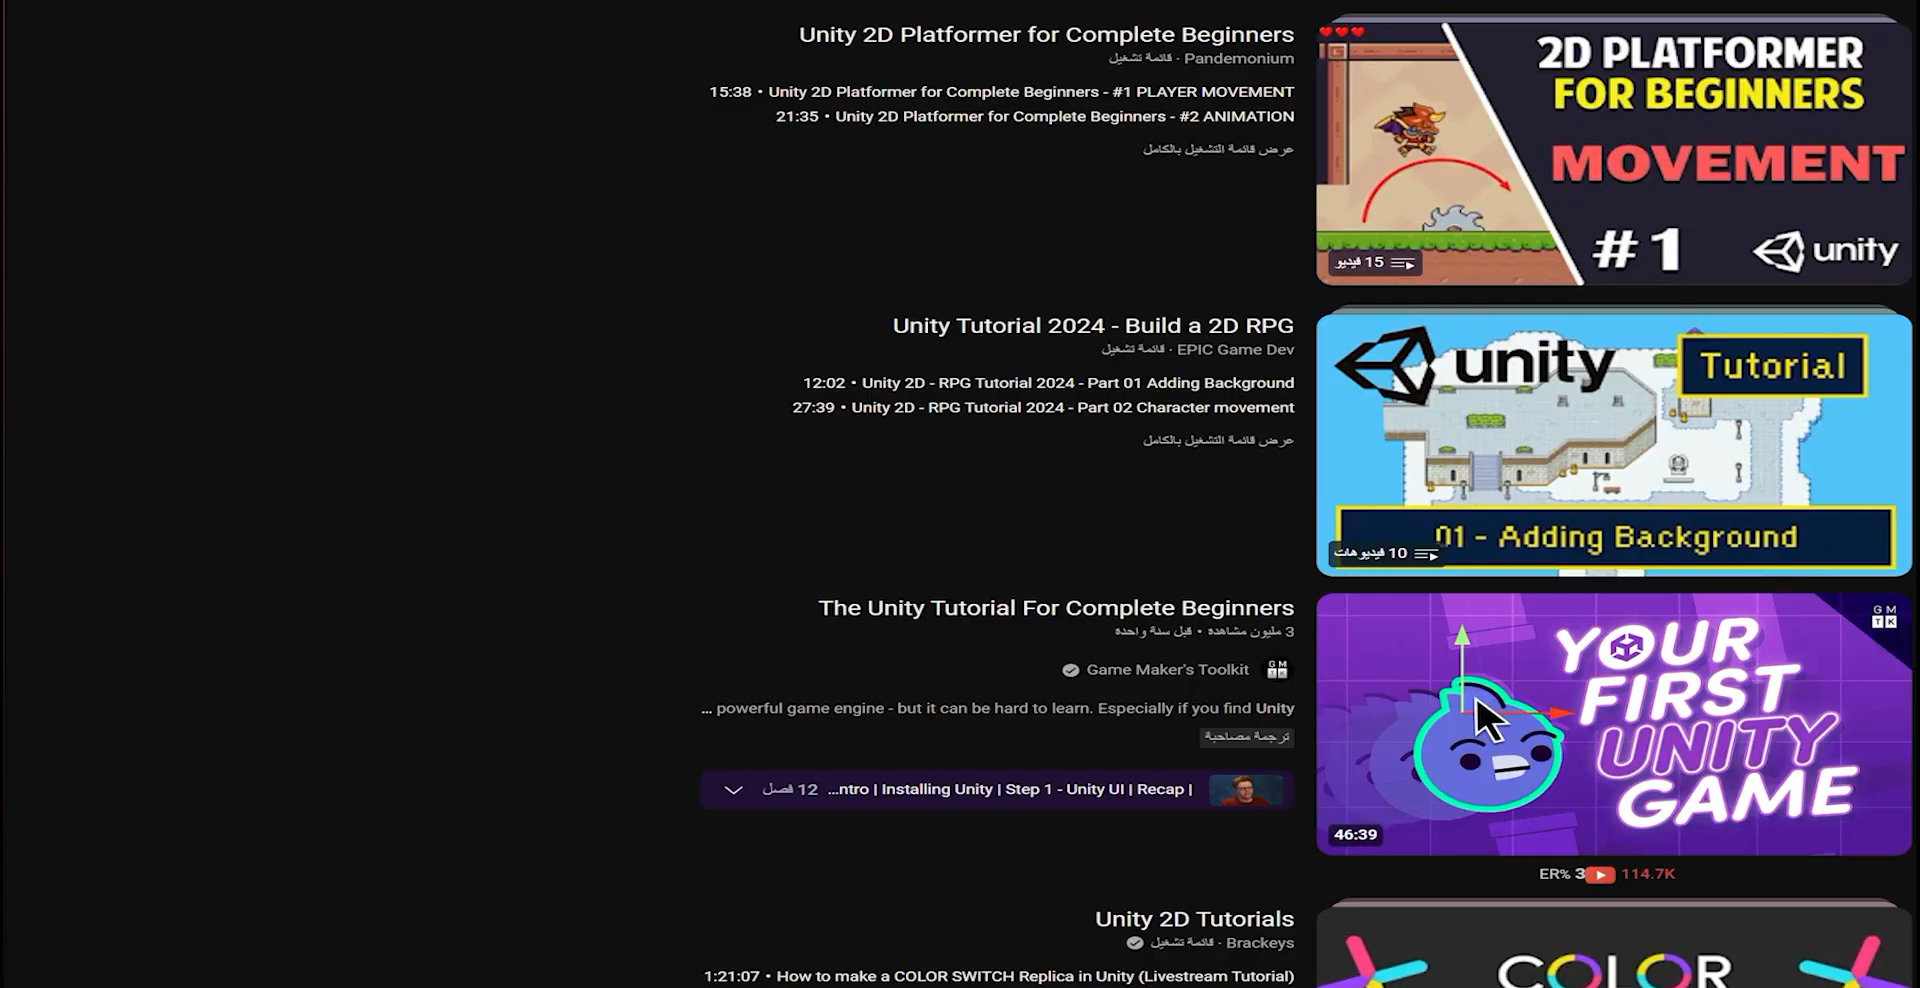 Unity 2D Platformer for Complete Beginners
Pandemonium · قائمة تشغيل
15:38 • Unity 2D Platformer for Complete Beginners - #1 PLAYER MOVEMENT
21:35 • Unity 2D Platformer for Complete Beginners - #2 ANIMATION
عرض قائمة التشغيل بالكامل
2D PLATFORMER
FOR BEGINNERS
MOVEMENT
#1 unity
15 فيديو
Unity Tutorial 2024 - Build a 2D RPG
EPIC Game Dev · قائمة تشغيل
12:02 • Unity 2D - RPG Tutorial 2024 - Part 01 Adding Background
27:39 • Unity 2D - RPG Tutorial 2024 - Part 02 Character movement
عرض قائمة التشغيل بالكامل
unity Tutorial
01 - Adding Background
10 فيديوهات
The Unity Tutorial For Complete Beginners
3 مليون مشاهدة • قبل سنة واحدة
Game Maker's Toolkit
GM
TK
... powerful game engine - but it can be hard to learn. Especially if you find Unity
ترجمة مصاحبة
12 فصل ...ntro | Installing Unity | Step 1 - Unity UI | Recap |
GM
TK
YOUR
FIRST
UNITY
GAME
46:39
ER% 3 114.7K
Unity 2D Tutorials
Brackeys · قائمة تشغيل
1:21:07 • How to make a COLOR SWITCH Replica in Unity (Livestream Tutorial)
COLOR